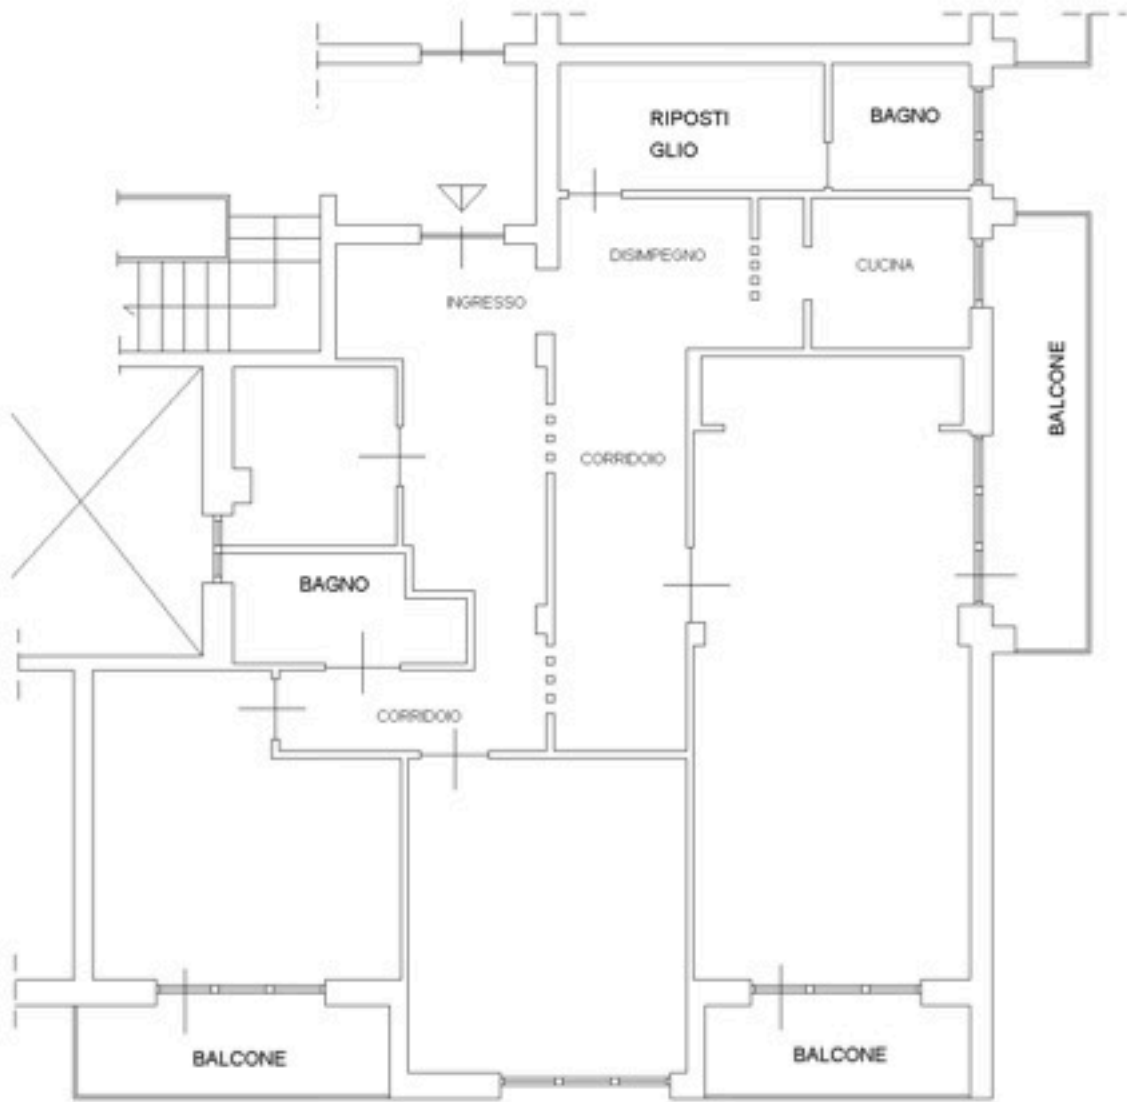 RIPOSTI
GLIO
BAGNO
DISIMPEGNO
CUCINA
INGRESSO
BALCONE
CORRIDOIO
BAGNO
CORRIDOIO
BALCONE
BALCONE